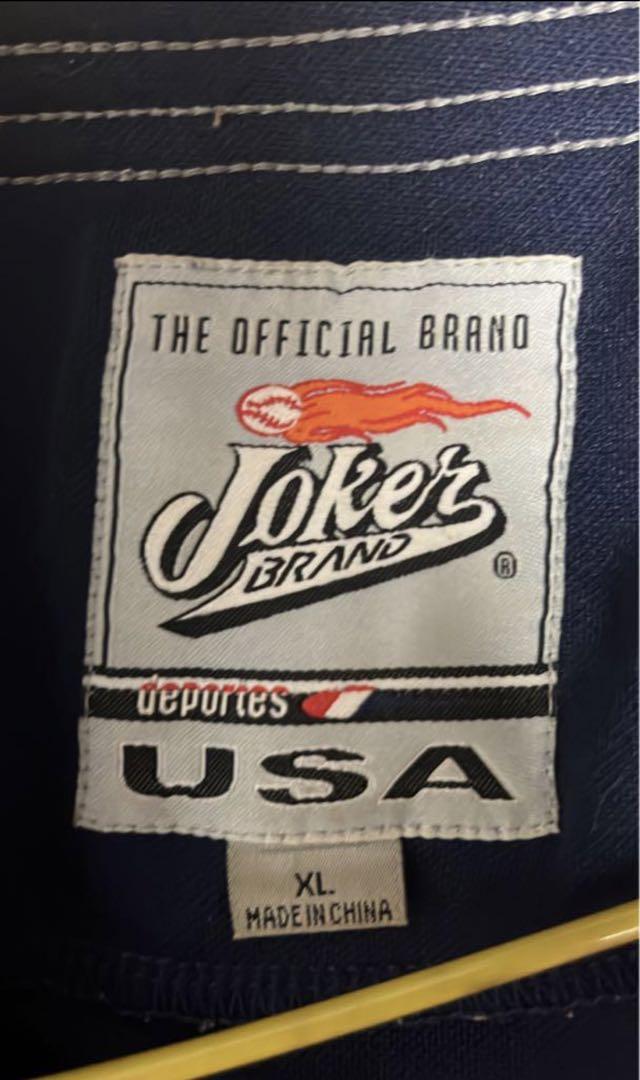 THE OFFICIAL BRAND
Joker
BRAND
®
deportes
USA
XL.
MADE IN CHINA